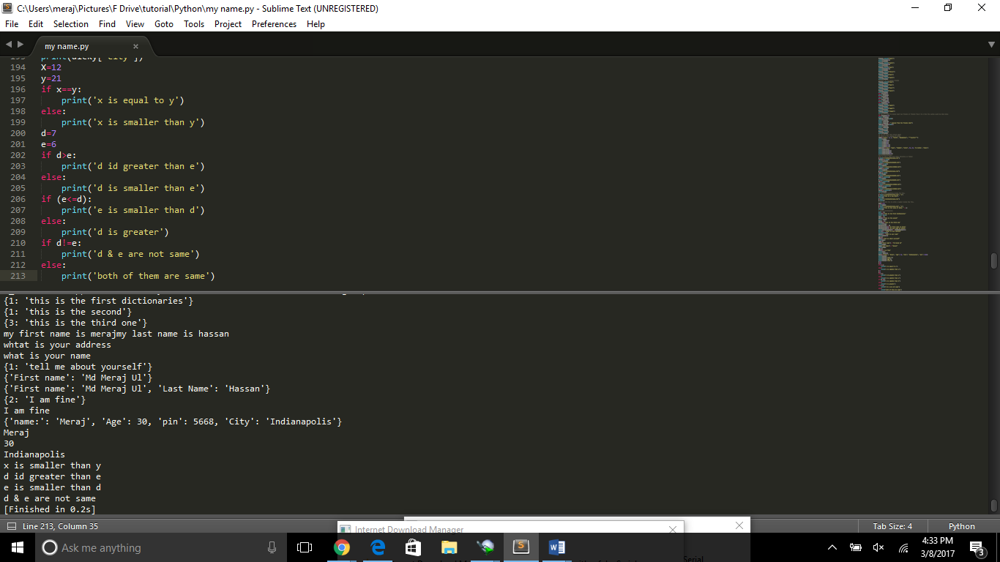 C:\Users\meraj\Pictures\F Drive\tutorial\Python\my name.py - Sublime Text (UNREGISTERED)
File Edit Selection Find View Goto Tools Project Preferences Help
my name.py
194 X=12
195 y=21
196 if x==y:
197 print('x is equal to y')
198 else:
199 print('x is smaller than y')
200 d=7
201 e=6
202 if d>e:
203 print('d id greater than e')
204 else:
205 print('d is smaller than e')
206 if (e<=d):
207 print('e is smaller than d')
208 else:
209 print('d is greater')
210 if d!=e:
211 print('d & e are not same')
212 else:
213 print('both of them are same')
{1: 'this is the first dictionaries'}
{1: 'this is the second'}
{3: 'this is the third one'}
my first name is merajmy last name is hassan
whtat is your address
what is your name
{1: 'tell me about yourself'}
{'First name': 'Md Meraj Ul'}
{'First name': 'Md Meraj Ul', 'Last Name': 'Hassan'}
{2: 'I am fine'}
I am fine
{'name:': 'Meraj', 'Age': 30, 'pin': 5668, 'City': 'Indianapolis'}
Meraj
30
Indianapolis
x is smaller than y
d id greater than e
e is smaller than d
d & e are not same
[Finished in 0.2s]
Line 213, Column 35
Tab Size: 4
Python
Internet Download Manager
Serial
Ask me anything
4:33 PM
3/8/2017
3